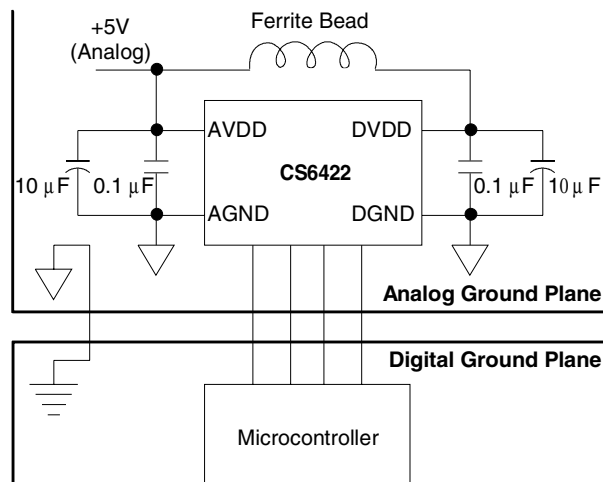 +5V
(Analog)
Ferrite Bead
AVDD
DVDD
CS6422
10 µF
0.1 µF
0.1 µF
10 µF
AGND
DGND
Analog Ground Plane
Digital Ground Plane
Microcontroller